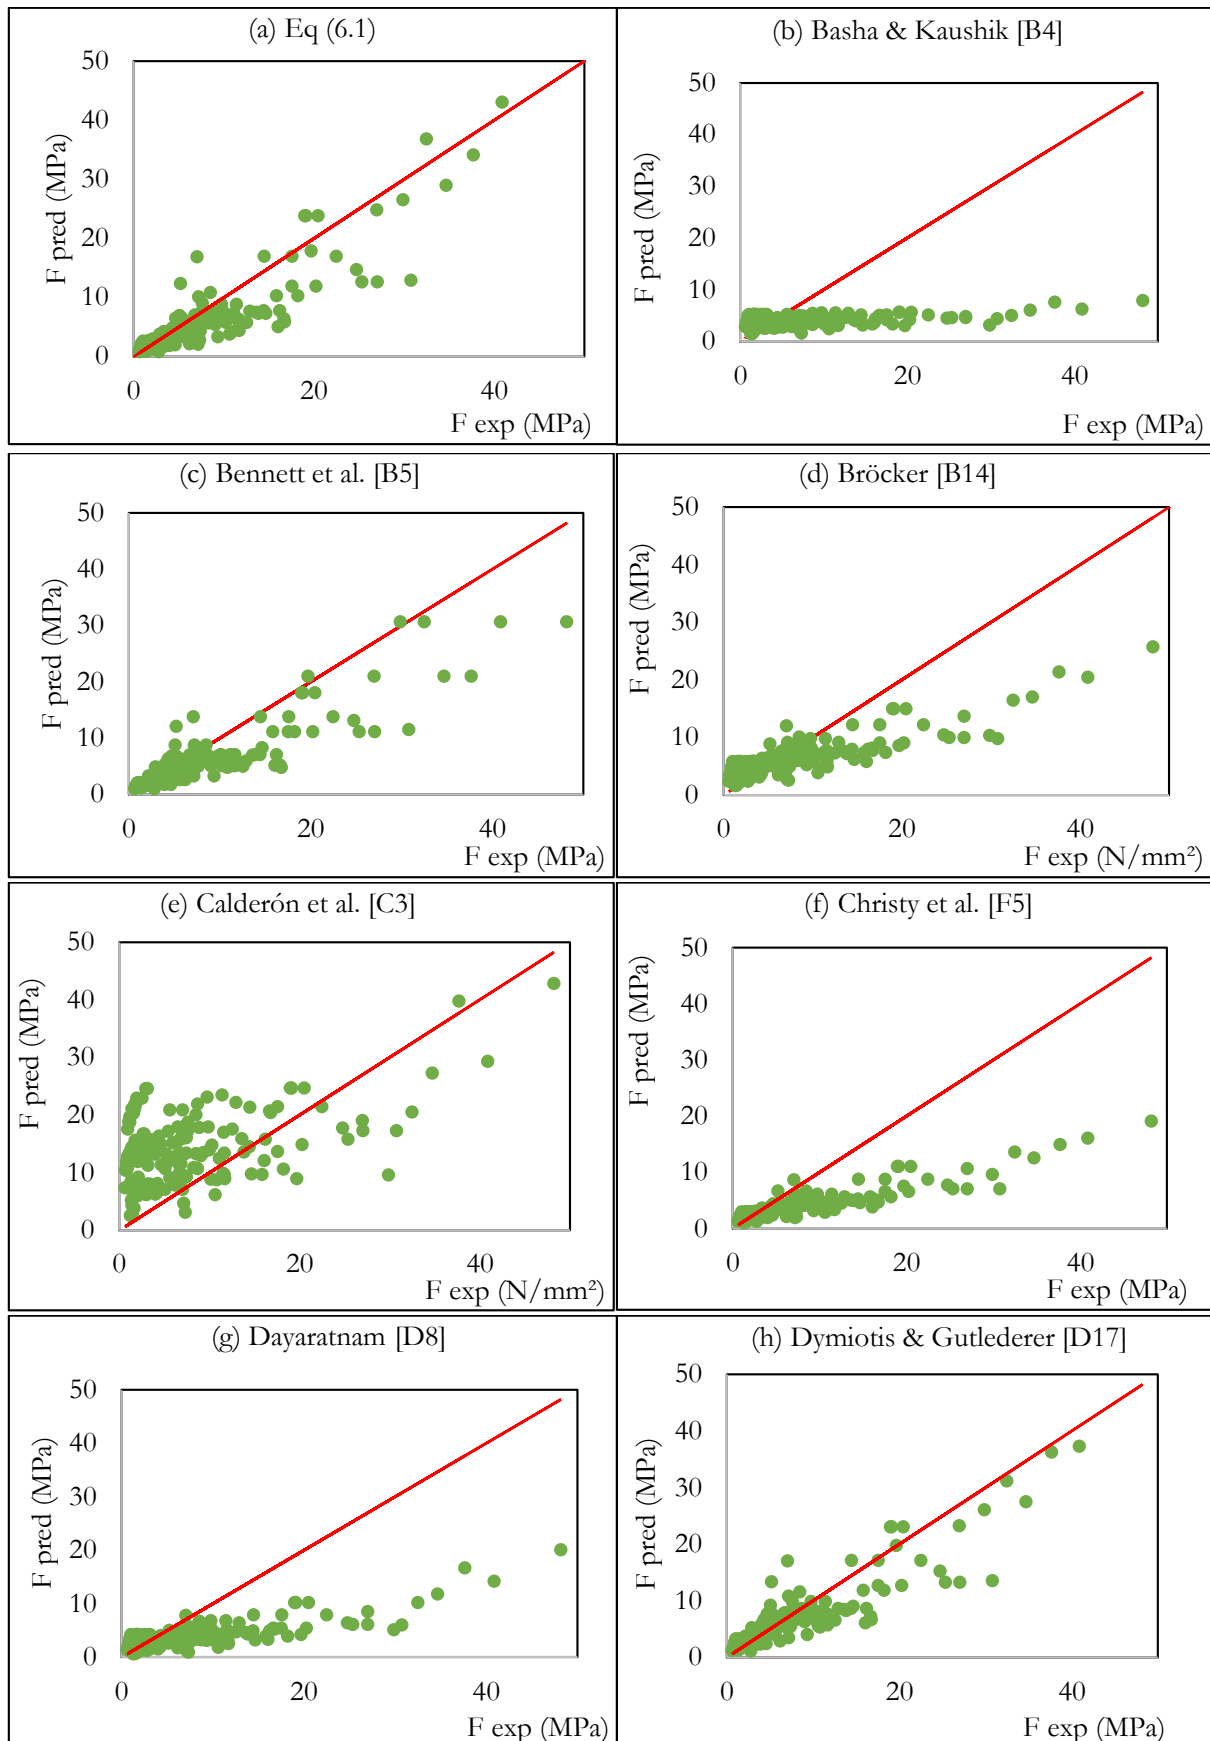 (a) Eq (6.1)
50
40
30
20
10
0
F pred (MPa)
0 20 40
F exp (MPa)
(b) Basha & Kaushik [B4]
50
40
30
20
10
0
F pred (MPa)
0 20 40
F exp (MPa)
(c) Bennett et al. [B5]
50
40
30
20
10
0
F pred (MPa)
0 20 40
F exp (MPa)
(d) Bröcker [B14]
50
40
30
20
10
0
F pred (MPa)
0 20 40
F exp (N/mm²)
(e) Calderón et al. [C3]
50
40
30
20
10
0
F pred (MPa)
0 20 40
F exp (N/mm²)
(f) Christy et al. [F5]
50
40
30
20
10
0
F pred (MPa)
0 20 40
F exp (MPa)
(g) Dayaratnam [D8]
50
40
30
20
10
0
F pred (MPa)
0 20 40
F exp (MPa)
(h) Dymiotis & Gutlederer [D17]
50
40
30
20
10
0
F pred (MPa)
0 20 40
F exp (MPa)